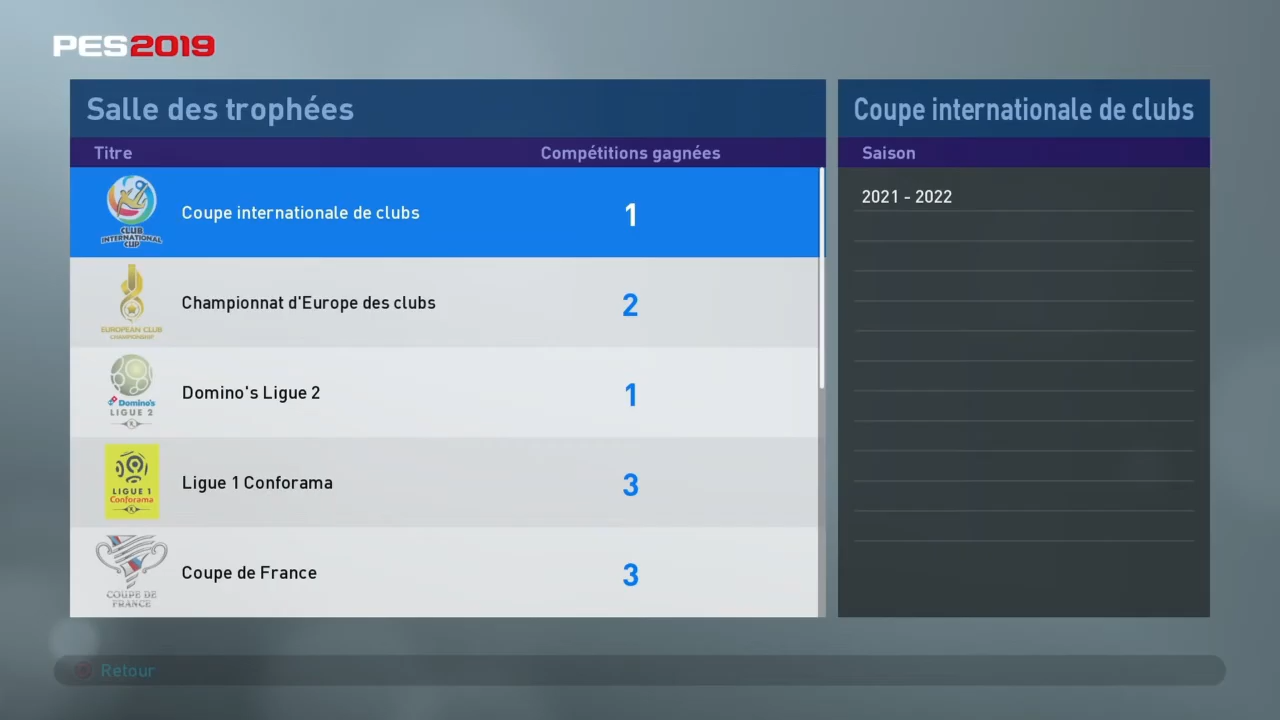 PES2019
Salle des trophées
Titre Compétitions gagnées
CLUB
INTERNATIONAL
CUP
Coupe internationale de clubs 1
EUROPEAN CLUB
CHAMPIONSHIP
Championnat d'Europe des clubs 2
Domino's
LIGUE 2
Domino's Ligue 2 1
LIGUE 1
Conforama
Ligue 1 Conforama 3
COUPE DE
FRANCE
Coupe de France 3
Coupe internationale de clubs
Saison
2021 - 2022
Retour